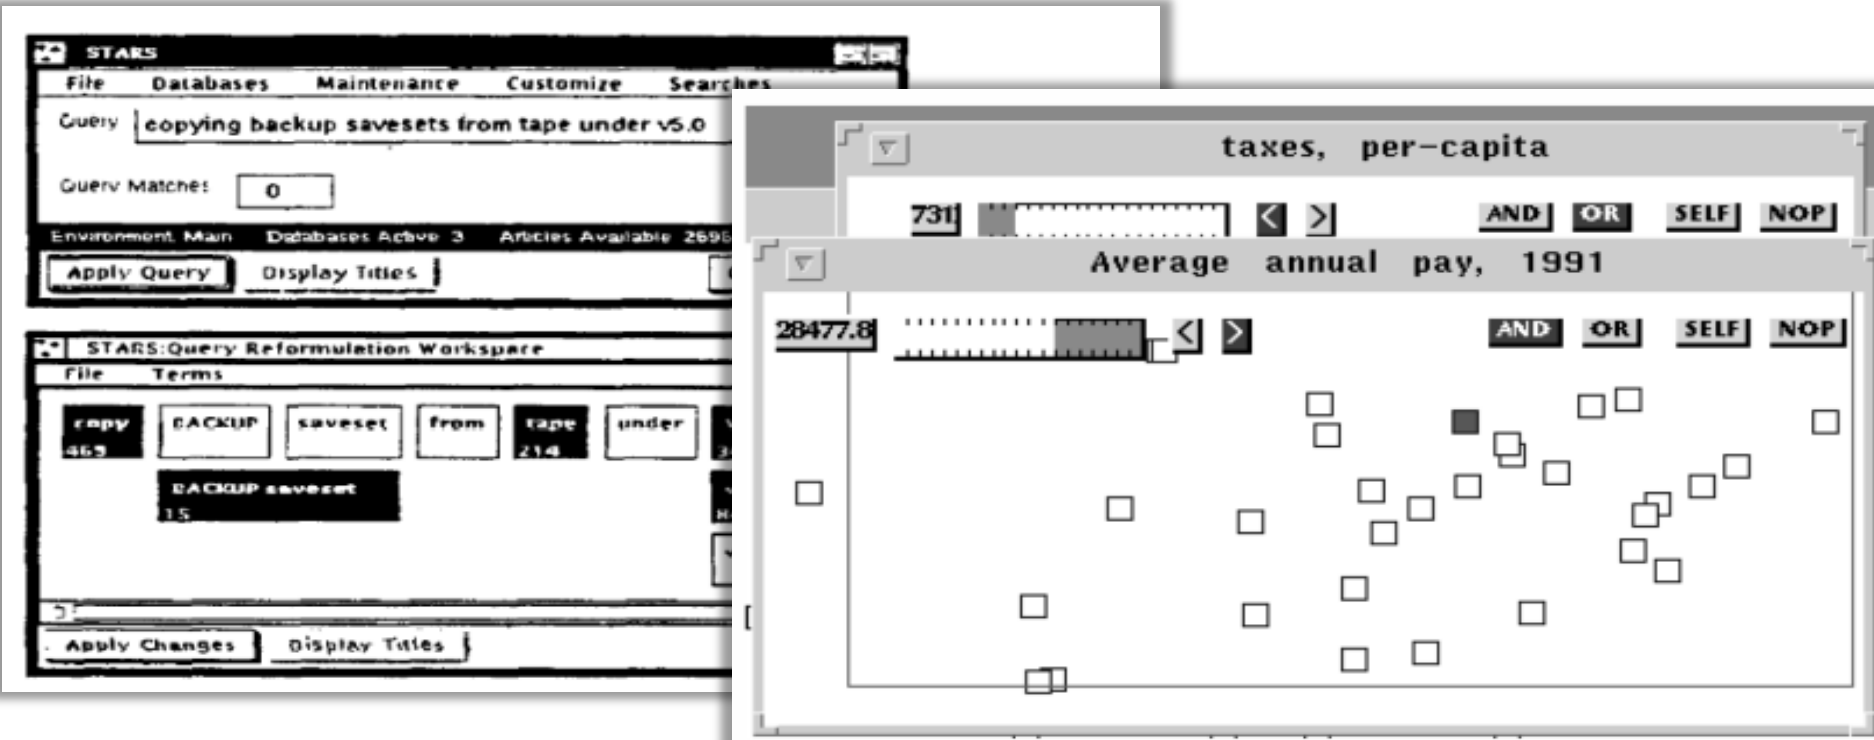 STARS
File Databases Maintenance Customize Searches
Query copying backup savesets from tape under v5.0
Query Matches 0
Environment Main Databases Active 3 Articles Available
Apply Query Display Titles
STARS:Query Reformulation Workspace
File Terms
copy BACKUP saveset from tape under
469 214
BACKUP saveset
15
Apply Changes Display Titles
taxes, per-capita
731 < > AND OR SELF NOP
Average annual pay, 1991
28477.8 < > AND OR SELF NOP